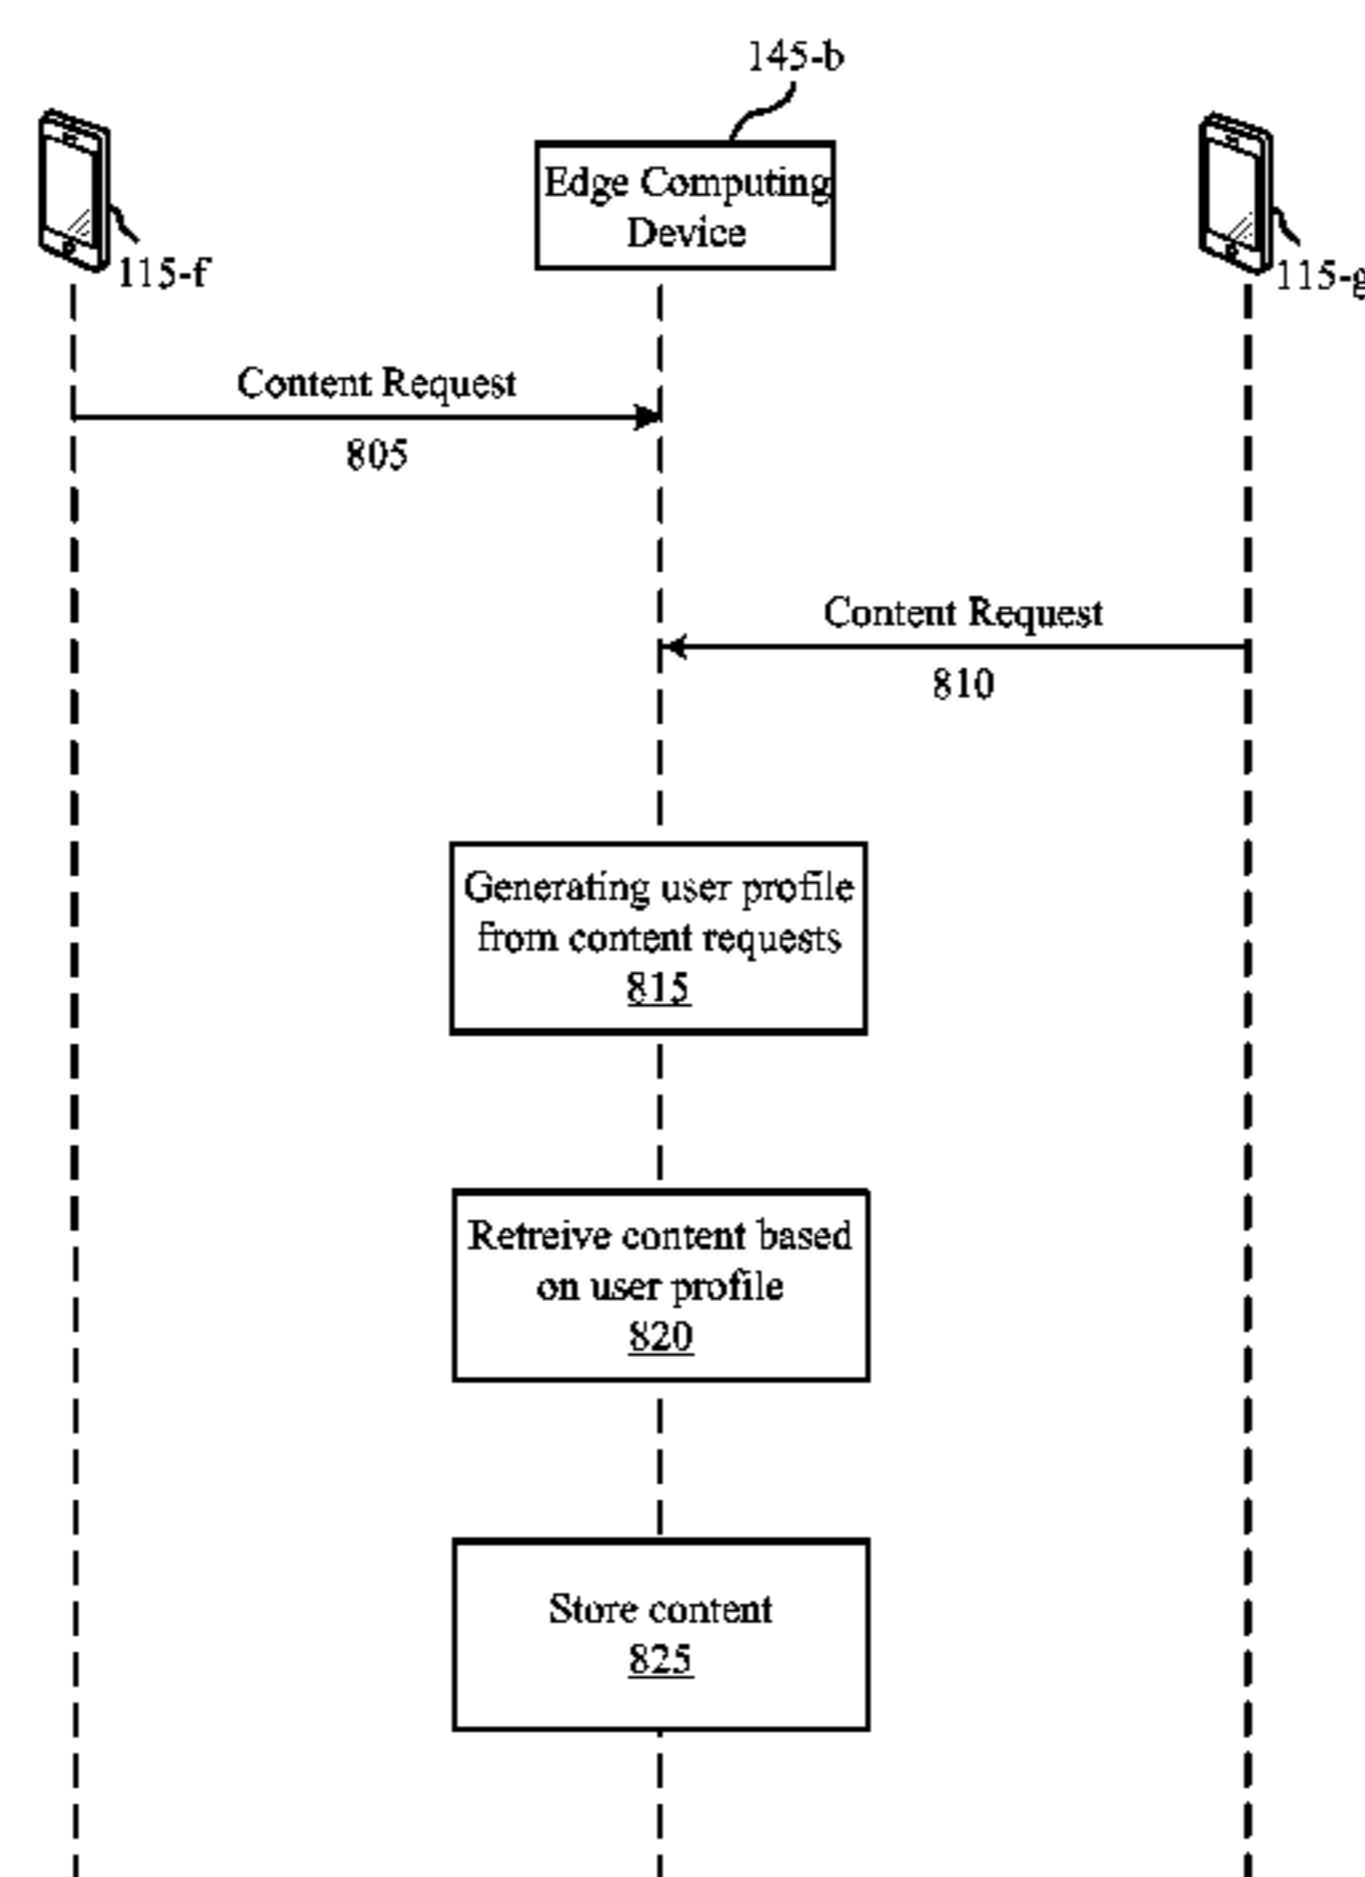 145-b
Edge Computing
Device
115-f
115-g
Content Request
805
Content Request
810
Generating user profile
from content requests
815
Retreive content based
on user profile
820
Store content
825